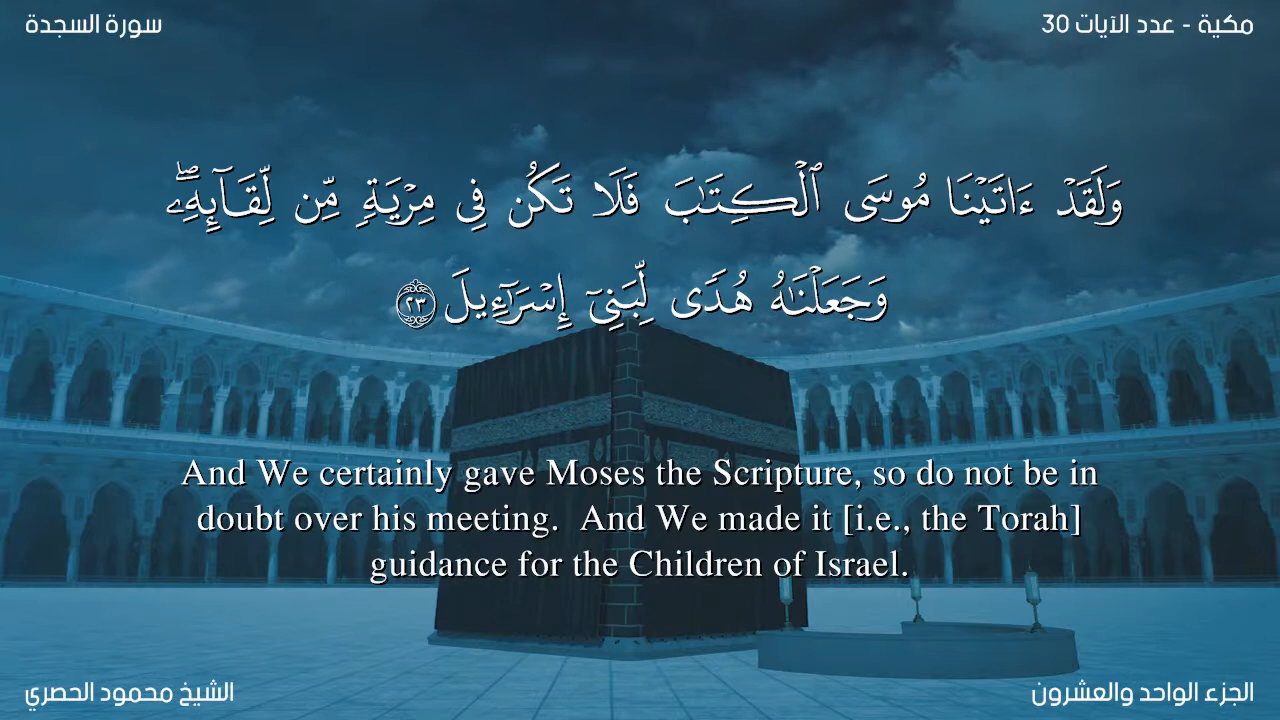 مكية - عدد الآيات 30
سورة السجدة
وَلَقَدْ ءَاتَيْنَا مُوسَى ٱلْكِتَٰبَ فَلَا تَكُن فِى مِرْيَةٍ مِّن لِّقَآئِهِۦ ۖ
وَجَعَلْنَٰهُ هُدًى لِّبَنِىٓ إِسْرَٰٓءِيلَ ٢٣
And We certainly gave Moses the Scripture, so do not be in
doubt over his meeting.  And We made it [i.e., the Torah]
guidance for the Children of Israel.
الجزء الواحد والعشرون
الشيخ محمود الحصري